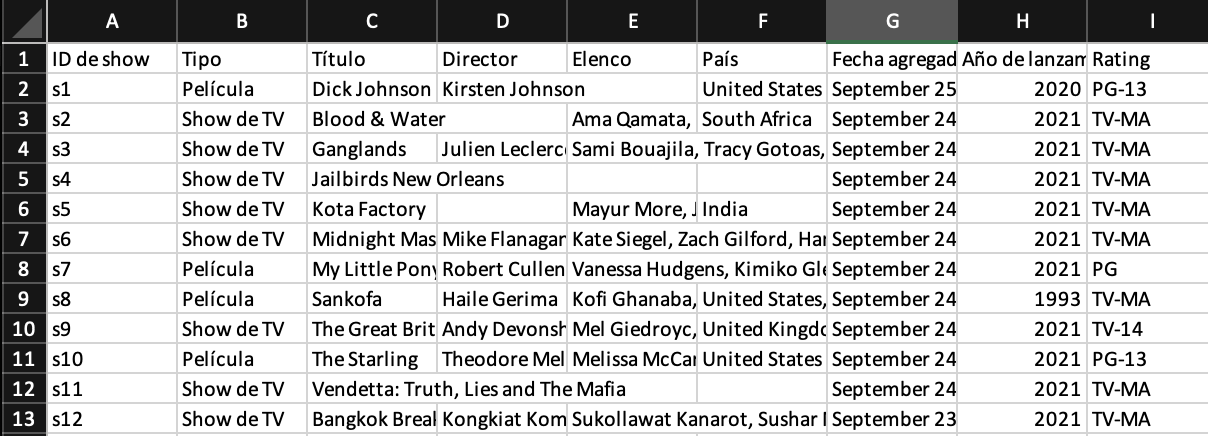 A B C D E F G H I
1 ID de show Tipo Título Director Elenco País Fecha agregad Año de lanzam Rating
2 s1 Película Dick Johnson Kirsten Johnson United States September 25 2020 PG-13
3 s2 Show de TV Blood & Water Ama Qamata, South Africa September 24 2021 TV-MA
4 s3 Show de TV Ganglands Julien Leclerc Sami Bouajila, Tracy Gotoas, September 24 2021 TV-MA
5 s4 Show de TV Jailbirds New Orleans September 24 2021 TV-MA
6 s5 Show de TV Kota Factory Mayur More, J India September 24 2021 TV-MA
7 s6 Show de TV Midnight Mas Mike Flanagan Kate Siegel, Zach Gilford, Ha September 24 2021 TV-MA
8 s7 Película My Little Pony Robert Cullen Vanessa Hudgens, Kimiko Gle September 24 2021 PG
9 s8 Película Sankofa Haile Gerima Kofi Ghanaba, United States, September 24 1993 TV-MA
10 s9 Show de TV The Great Brit Andy Devonsh Mel Giedroyc, United Kingdo September 24 2021 TV-14
11 s10 Película The Starling Theodore Mel Melissa McCar United States September 24 2021 PG-13
12 s11 Show de TV Vendetta: Truth, Lies and The Mafia September 24 2021 TV-MA
13 s12 Show de TV Bangkok Breal Kongkiat Kom Sukollawat Kanarot, Sushar September 23 2021 TV-MA